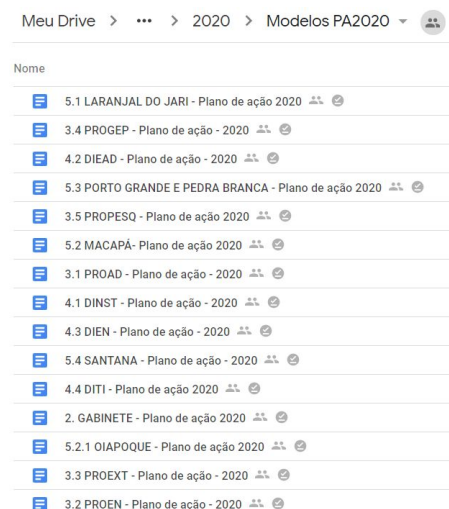 Meu Drive > ••• > 2020 > Modelos PA2020
Nome
5.1 LARANJAL DO JARI - Plano de ação 2020
3.4 PROGEP - Plano de ação - 2020
4.2 DIEAD - Plano de ação - 2020
5.3 PORTO GRANDE E PEDRA BRANCA - Plano de ação 2020
3.5 PROPESQ - Plano de ação - 2020
5.2 MACAPÁ- Plano de ação - 2020
3.1 PROAD - Plano de ação - 2020
4.1 DINST - Plano de ação - 2020
4.3 DIEN - Plano de ação - 2020
5.4 SANTANA - Plano de ação - 2020
4.4 DITI - Plano de ação 2020
2. GABINETE - Plano de ação 2020
5.2.1 OIAPOQUE - Plano de ação 2020
3.3 PROEXT - Plano de ação - 2020
3.2 PROEN - Plano de ação - 2020